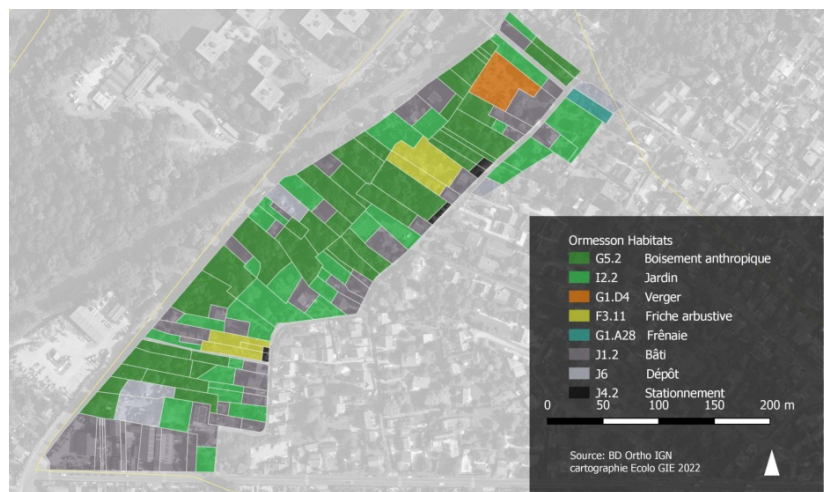 Ormesson Habitats
G5.2 Boisement anthropique
I2.2 Jardin
G1.D4 Verger
F3.11 Friche arbustive
G1.A28 Frênaie
J1.2 Bâti
J6 Dépôt
J4.2 Stationnement
0 50 100 150 200 m
Source: BD Ortho IGN
cartographie Ecolo GIE 2022